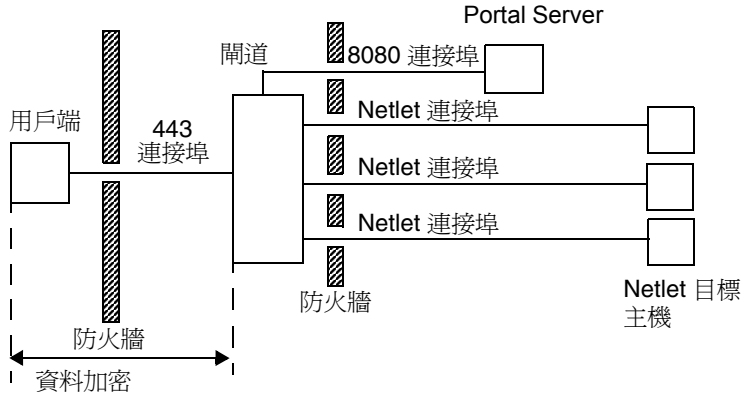 Portal Server
閘道
8080 連接埠
用戶端
443
連接埠
Netlet 連接埠
Netlet 連接埠
Netlet 連接埠
Netlet 目標
主機
防火牆
防火牆
資料加密